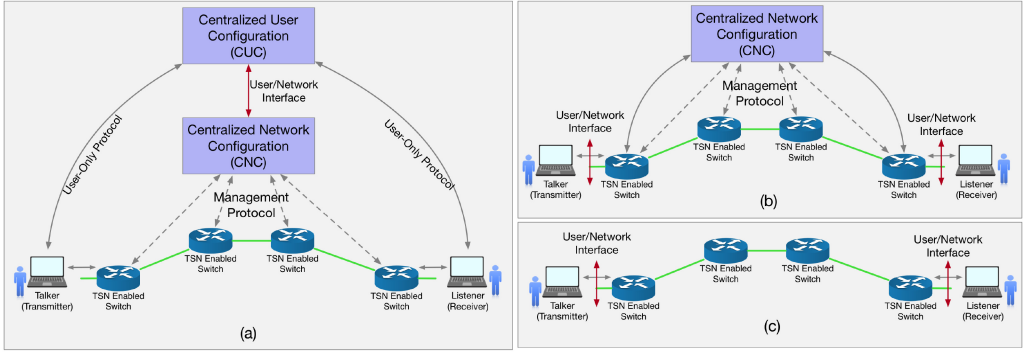 Centralized User
Configuration
(CUC)
User/Network
Interface
User-Only Protocol
User-Only Protocol
Centralized Network
Configuration
(CNC)
Management
Protocol
TSN Enabled
Switch
TSN Enabled
Switch
Talker
(Transmitter)
TSN Enabled
Switch
TSN Enabled
Switch
Listener
(Receiver)
(a)
Centralized Network
Configuration
(CNC)
Management
Protocol
User/Network
Interface
User/Network
Interface
TSN Enabled
Switch
TSN Enabled
Switch
Talker
(Transmitter)
TSN Enabled
Switch
TSN Enabled
Switch
Listener
(Receiver)
(b)
User/Network
Interface
User/Network
Interface
TSN Enabled
Switch
TSN Enabled
Switch
Talker
(Transmitter)
TSN Enabled
Switch
TSN Enabled
Switch
Listener
(Receiver)
(c)